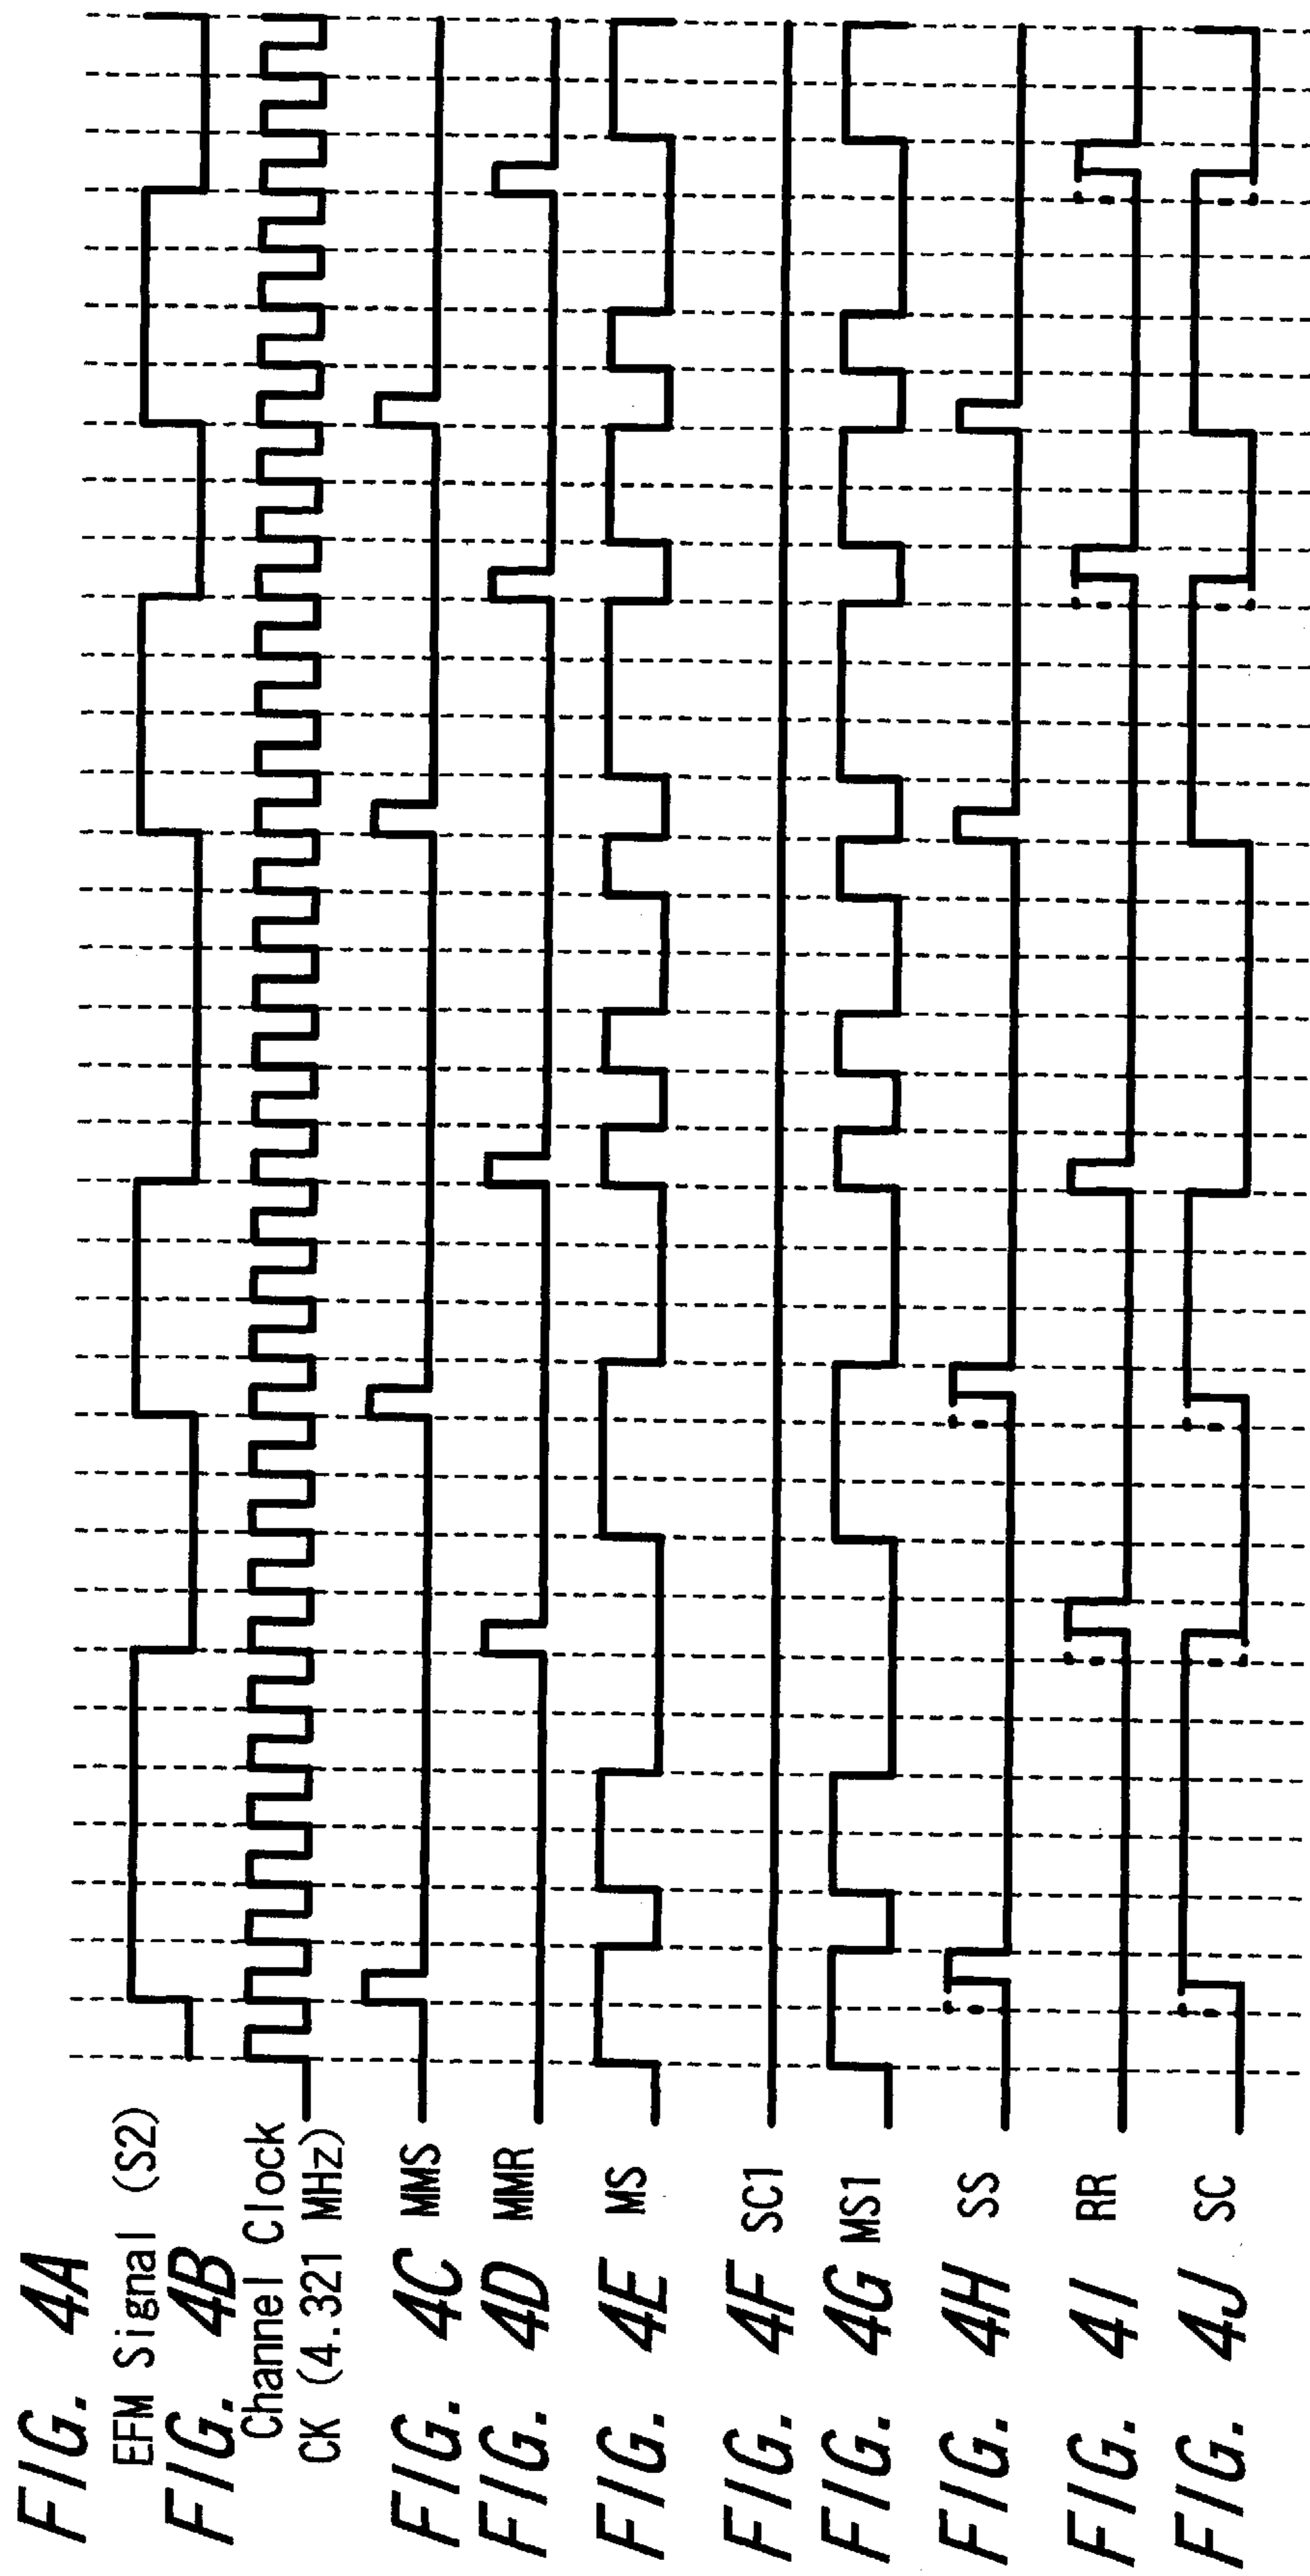 FIG. 4A
EFM Signal (S2)
FIG. 4B
Channel Clock
CK (4.321 MHz)
FIG. 4C MMS
FIG. 4D MMR
FIG. 4E MS
FIG. 4F SC1
FIG. 4G MS1
FIG. 4H SS
FIG. 4I RR
FIG. 4J SC